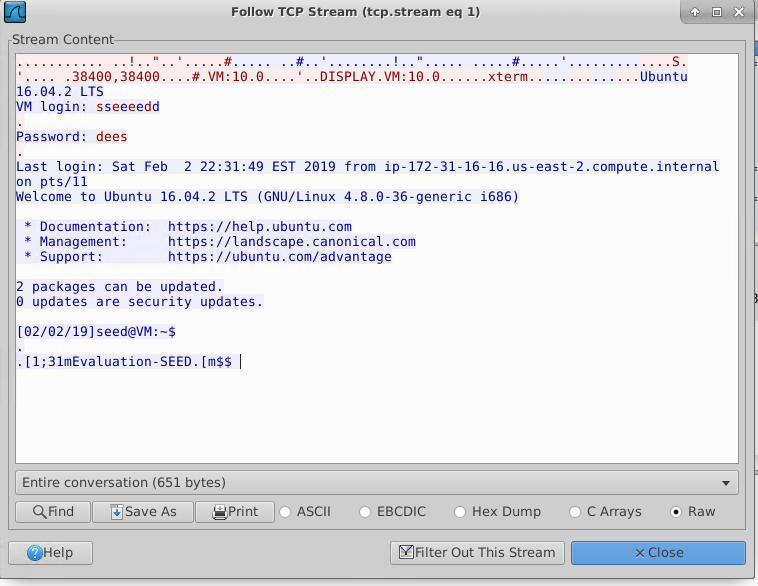 Follow TCP Stream (tcp.stream eq 1)
Stream Content
........... ..!.."..'.....#..... ..#..'........!..".... ..... .....#.....'.............S.
'.... .38400,38400....#.VM:10.0....'..DISPLAY.VM:10.0......xterm..............Ubuntu
16.04.2 LTS
VM login: sseeeedd
.
Password: dees
.
Last login: Sat Feb  2 22:31:49 EST 2019 from ip-172-31-16-16.us-east-2.compute.internal
on pts/11
Welcome to Ubuntu 16.04.2 LTS (GNU/Linux 4.8.0-36-generic i686)
* Documentation:  https://help.ubuntu.com
* Management:     https://landscape.canonical.com
* Support:        https://ubuntu.com/advantage
2 packages can be updated.
0 updates are security updates.
[02/02/19]seed@VM:~$
.
.[1;31mEvaluation-SEED.[m$$
Entire conversation (651 bytes)
Find Save As Print ASCII EBCDIC Hex Dump C Arrays Raw
Help Filter Out This Stream Close